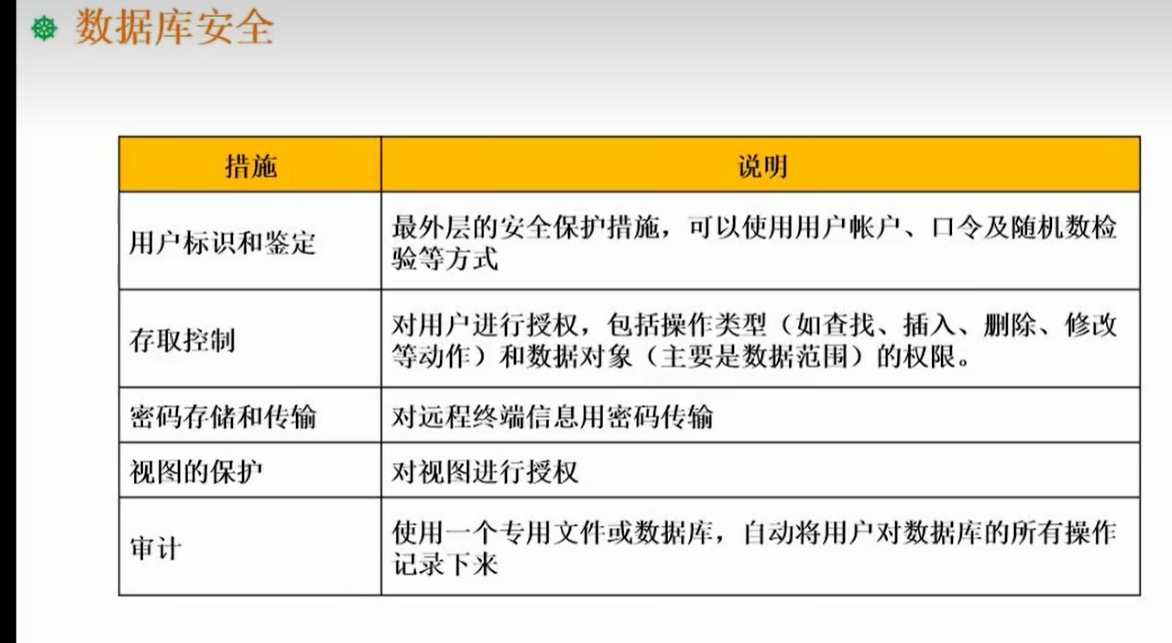 数据库安全
措施
说明
用户标识和鉴定
最外层的安全保护措施，可以使用用户帐户、口令及随机数检
验等方式
存取控制
对用户进行授权，包括操作类型（如查找、插入、删除、修改
等动作）和数据对象（主要是数据范围）的权限。
密码存储和传输
对远程终端信息用密码传输
视图的保护
对视图进行授权
审计
使用一个专用文件或数据库，自动将用户对数据库的所有操作
记录下来